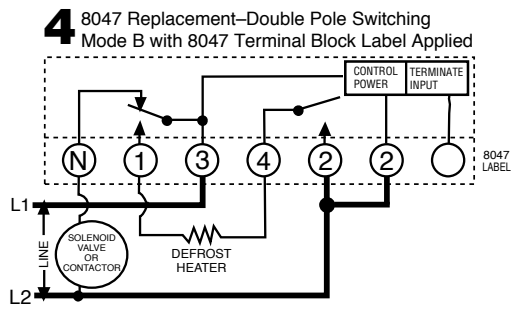 4 8047 Replacement–Double Pole Switching
Mode B with 8047 Terminal Block Label Applied
CONTROL POWER
TERMINATE INPUT
N 1 3 4 2 2
8047 LABEL
L1
LINE
SOLENOID
VALVE
OR
CONTACTOR
DEFROST
HEATER
L2